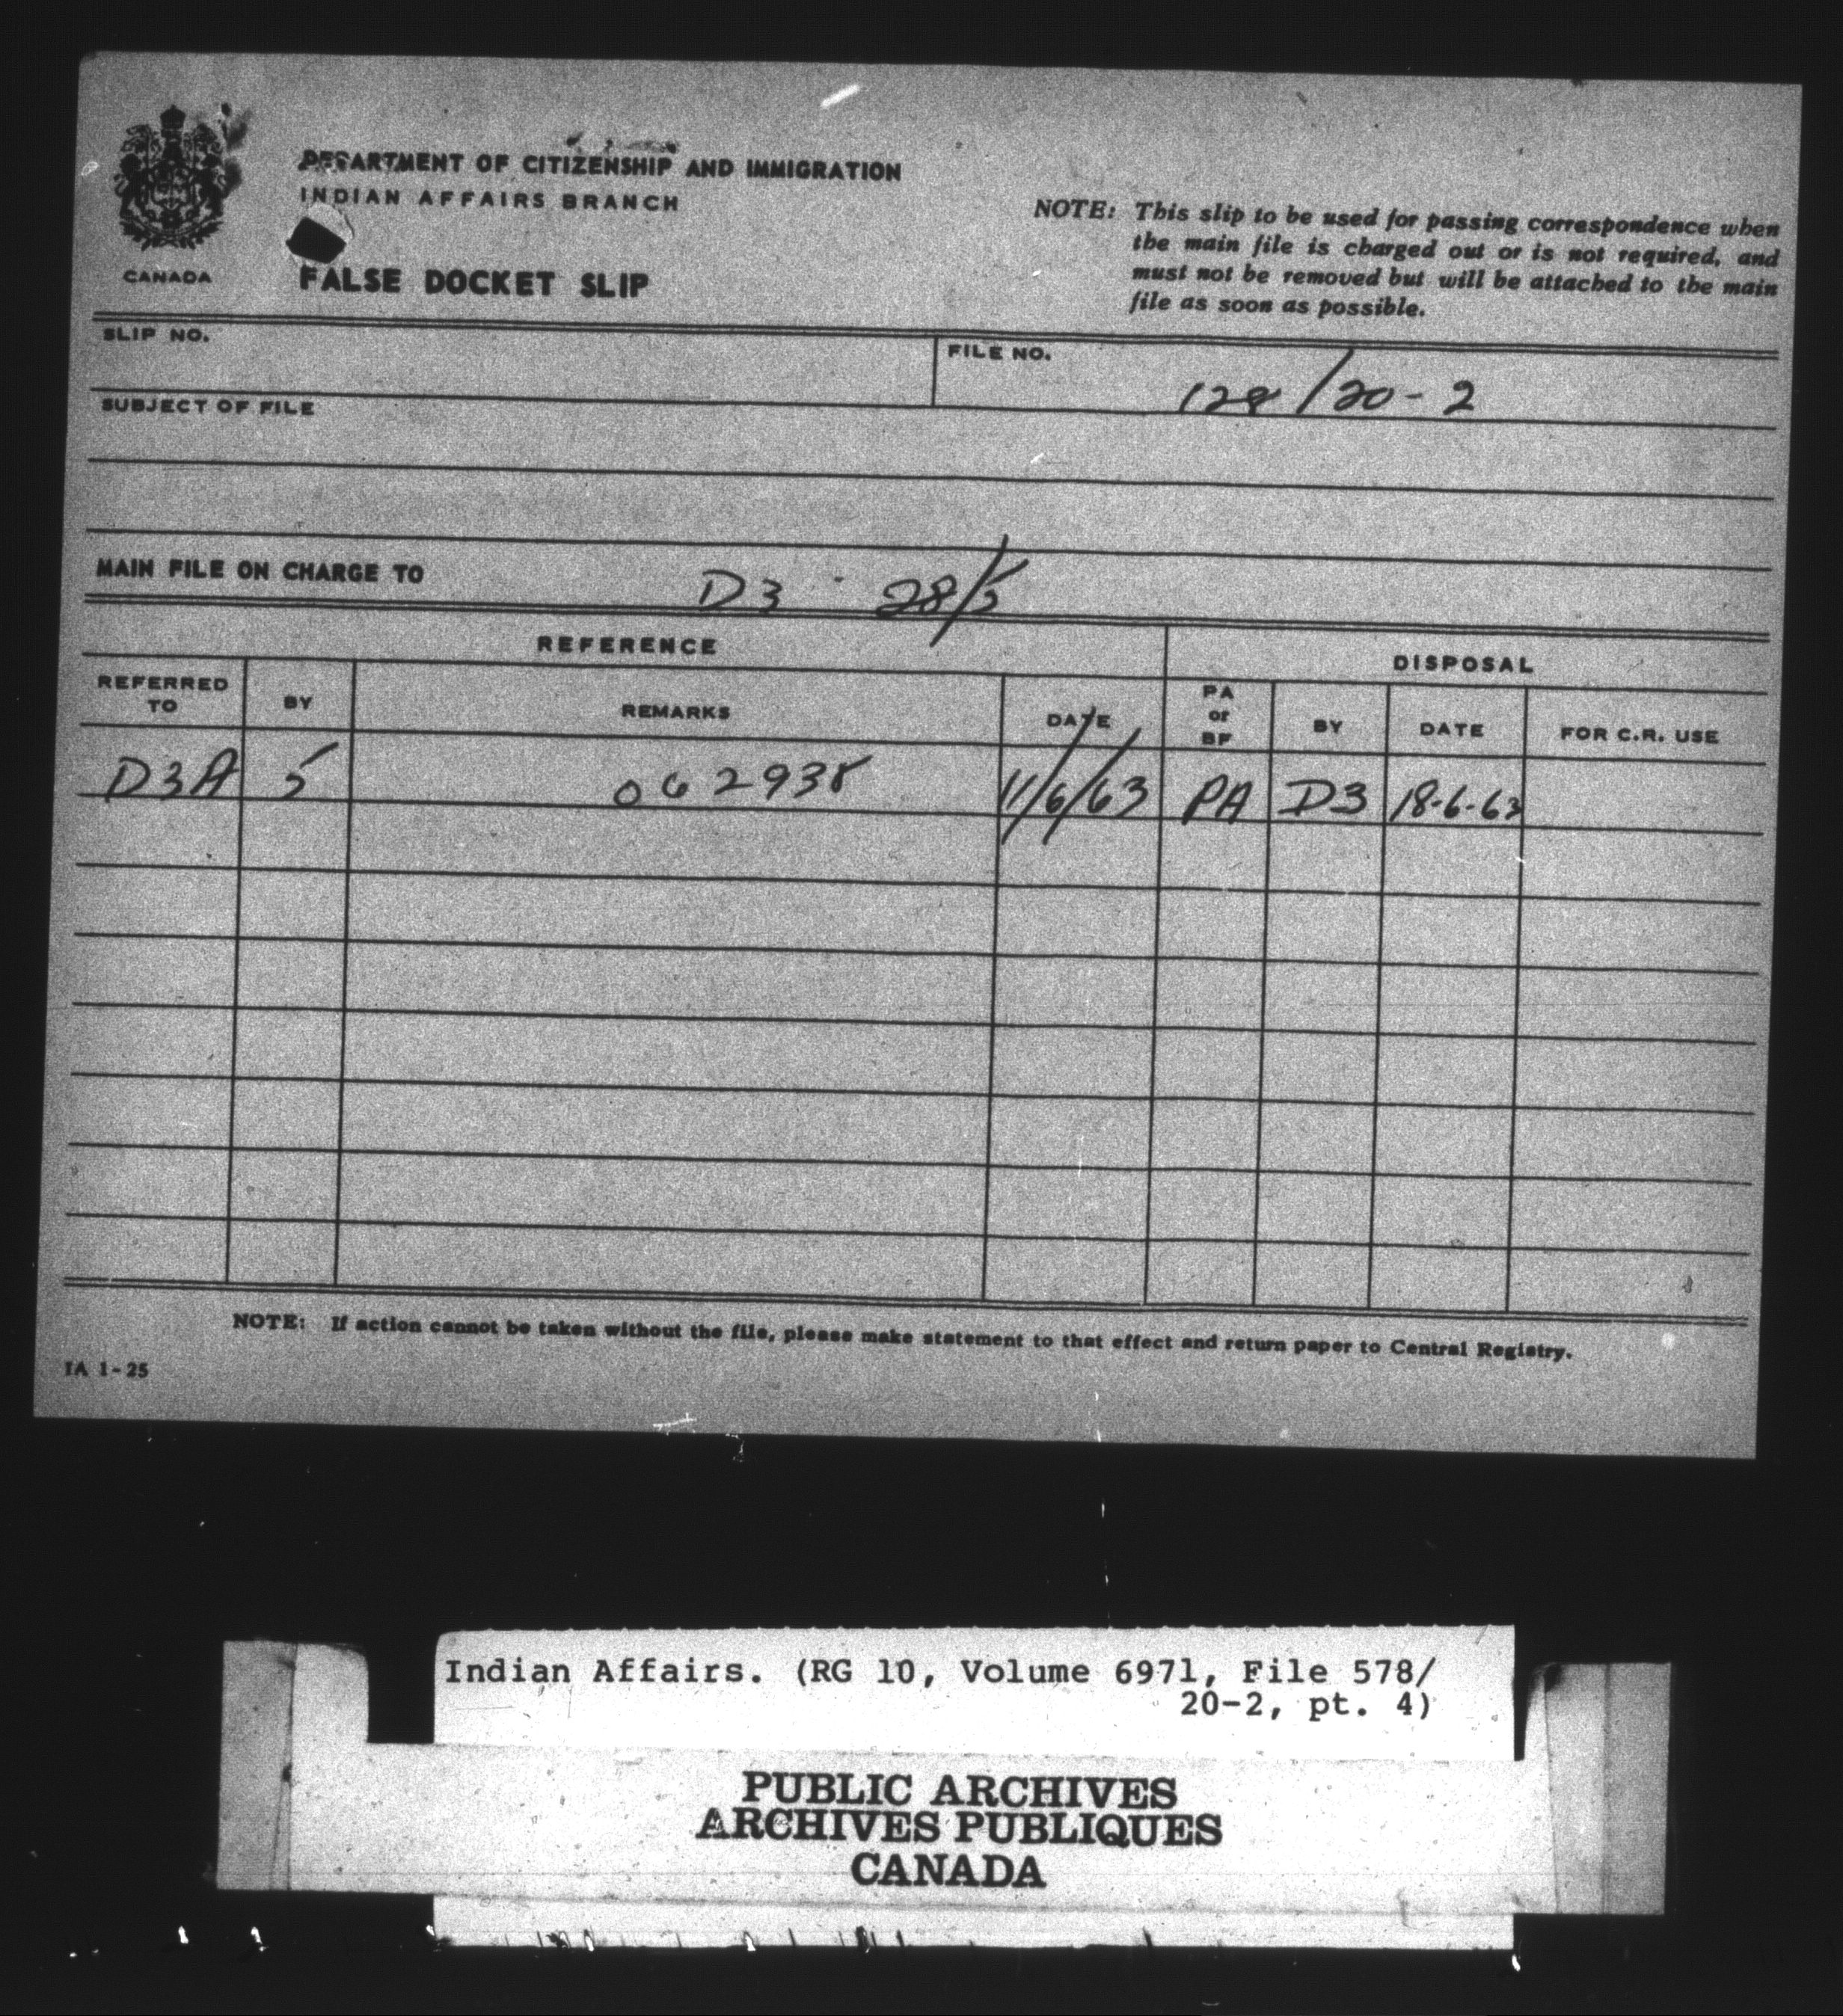 DEPARTMENT OF CITIZENSHIP AND IMMIGRATION
INDIAN AFFAIRS BRANCH
CANADA
FALSE DOCKET SLIP
NOTE: This slip to be used for passing correspondence when
the main file is charged out or is not required, and
must not be removed but will be attached to the main
file as soon as possible.
SLIP NO.
FILE NO. 128/20-2
SUBJECT OF FILE
MAIN FILE ON CHARGE TO D3 28/5
REFERENCE DISPOSAL
REFERRED TO BY REMARKS DATE PA or BF BY DATE FOR C.R. USE
D3A 5 062938 11/6/63 PA D3 18-6-63
NOTE: If action cannot be taken without the file, please make statement to that effect and return paper to Central Registry.
IA 1-25
Indian Affairs. (RG 10, Volume 6971, File 578/
20-2, pt. 4)
PUBLIC ARCHIVES
ARCHIVES PUBLIQUES
CANADA